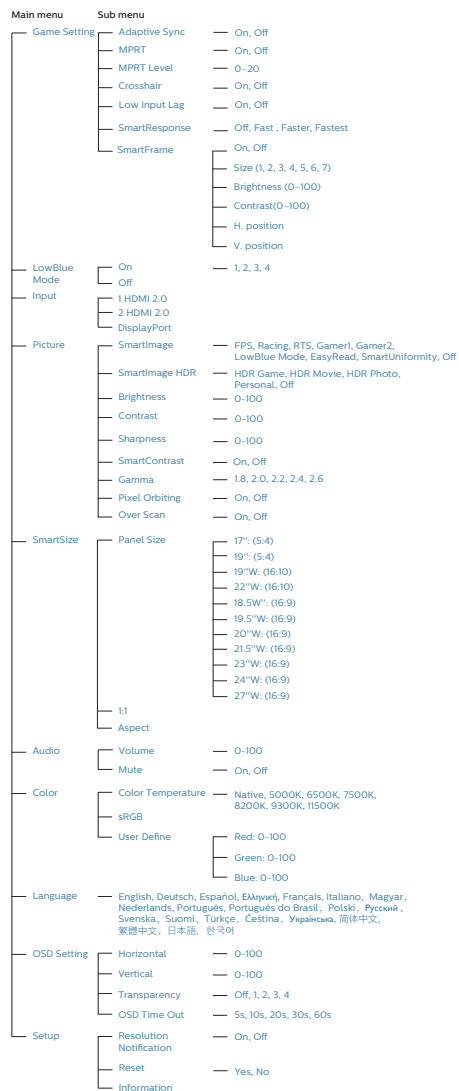 Main menu Sub menu
Game Setting Adaptive Sync On, Off
MPRT On, Off
MPRT Level 0-20
Crosshair On, Off
Low Input Lag On, Off
SmartResponse Off, Fast , Faster, Fastest
SmartFrame On, Off
Size (1, 2, 3, 4, 5, 6, 7)
Brightness (0-100)
Contrast(0-100)
H. position
V. position
LowBlue On 1, 2, 3, 4
Mode Off
Input 1 HDMI 2.0
2 HDMI 2.0
DisplayPort
Picture SmartImage FPS, Racing, RTS, Gamer1, Gamer2,
LowBlue Mode, EasyRead, SmartUniformity, Off
SmartImage HDR HDR Game, HDR Movie, HDR Photo,
Personal, Off
Brightness 0-100
Contrast 0-100
Sharpness 0-100
SmartContrast On, Off
Gamma 1.8, 2.0, 2.2, 2.4, 2.6
Pixel Orbiting On, Off
Over Scan On, Off
SmartSize Panel Size 17": (5:4)
19": (5:4)
19"W: (16:10)
22"W: (16:10)
18.5W": (16:9)
19.5"W: (16:9)
20"W: (16:9)
21.5"W: (16:9)
23"W: (16:9)
24"W: (16:9)
27"W: (16:9)
1:1
Aspect
Audio Volume 0-100
Mute On, Off
Color Color Temperature Native, 5000K, 6500K, 7500K,
8200K, 9300K, 11500K
sRGB
User Define Red: 0-100
Green: 0-100
Blue: 0-100
Language English, Deutsch, Español, Ελληνική, Français, Italiano, Magyar,
Nederlands, Português, Português do Brasil, Polski, Русский ,
Svenska, Suomi, Türkçe, Čeština, Українська, 简体中文,
繁體中文, 日本語, 한국어
OSD Setting Horizontal 0-100
Vertical 0-100
Transparency Off, 1, 2, 3, 4
OSD Time Out 5s, 10s, 20s, 30s, 60s
Setup Resolution On, Off
Notification
Reset Yes, No
Information